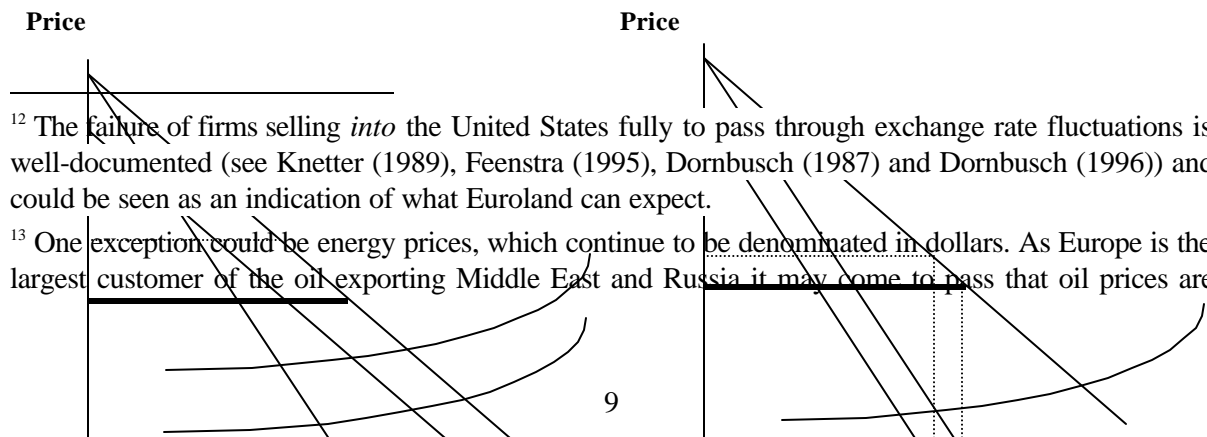 Price Price
12 The failure of firms selling into the United States fully to pass through exchange rate fluctuations is
well-documented (see Knetter (1989), Feenstra (1995), Dornbusch (1987) and Dornbusch (1996)) and
could be seen as an indication of what Euroland can expect.
13 One exception could be energy prices, which continue to be denominated in dollars. As Europe is the
largest customer of the oil exporting Middle East and Russia it may come to pass that oil prices are
9